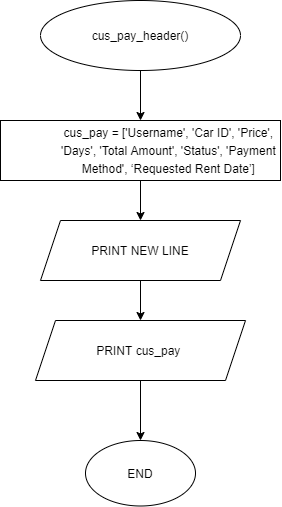 cus_pay_header()
cus_pay = ['Username', 'Car ID', 'Price',
'Days', 'Total Amount', 'Status', 'Payment
Method', ‘Requested Rent Date’]
PRINT NEW LINE
PRINT cus_pay
END